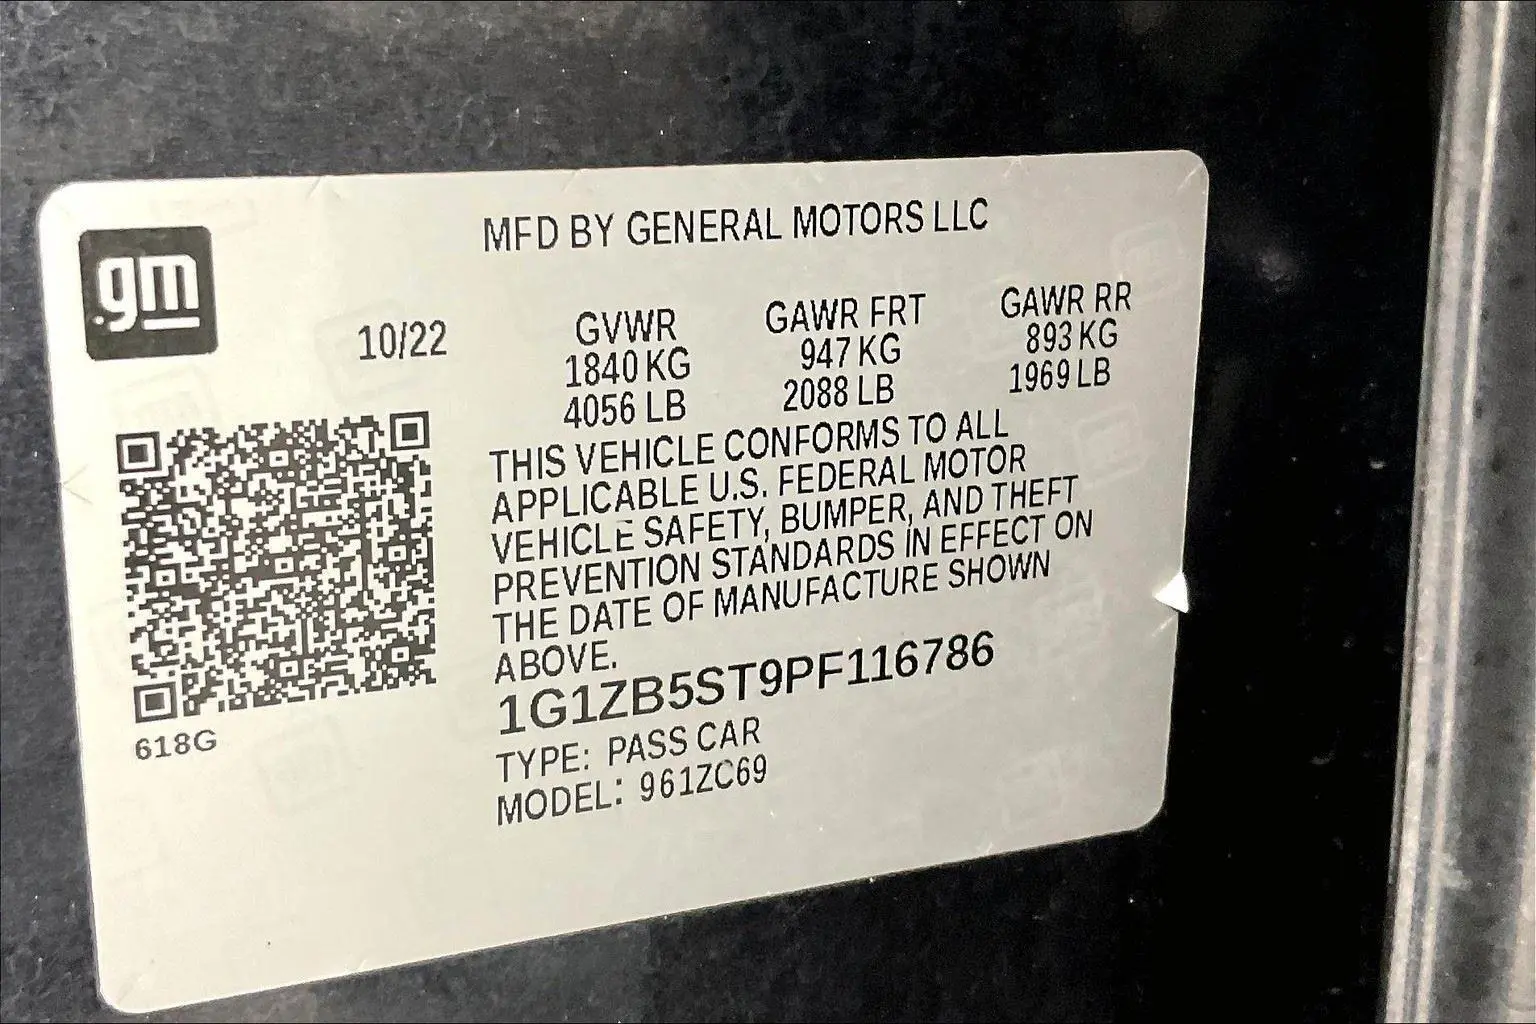 gm
MFD BY GENERAL MOTORS LLC
10/22
GVWR
1840 KG
4056 LB
GAWR FRT
947 KG
2088 LB
GAWR RR
893 KG
1969 LB
THIS VEHICLE CONFORMS TO ALL
APPLICABLE U.S. FEDERAL MOTOR
VEHICLE SAFETY, BUMPER, AND THEFT
PREVENTION STANDARDS IN EFFECT ON
THE DATE OF MANUFACTURE SHOWN
ABOVE.
1G1ZB5ST9PF116786
TYPE: PASS CAR
MODEL: 961ZC69
618G